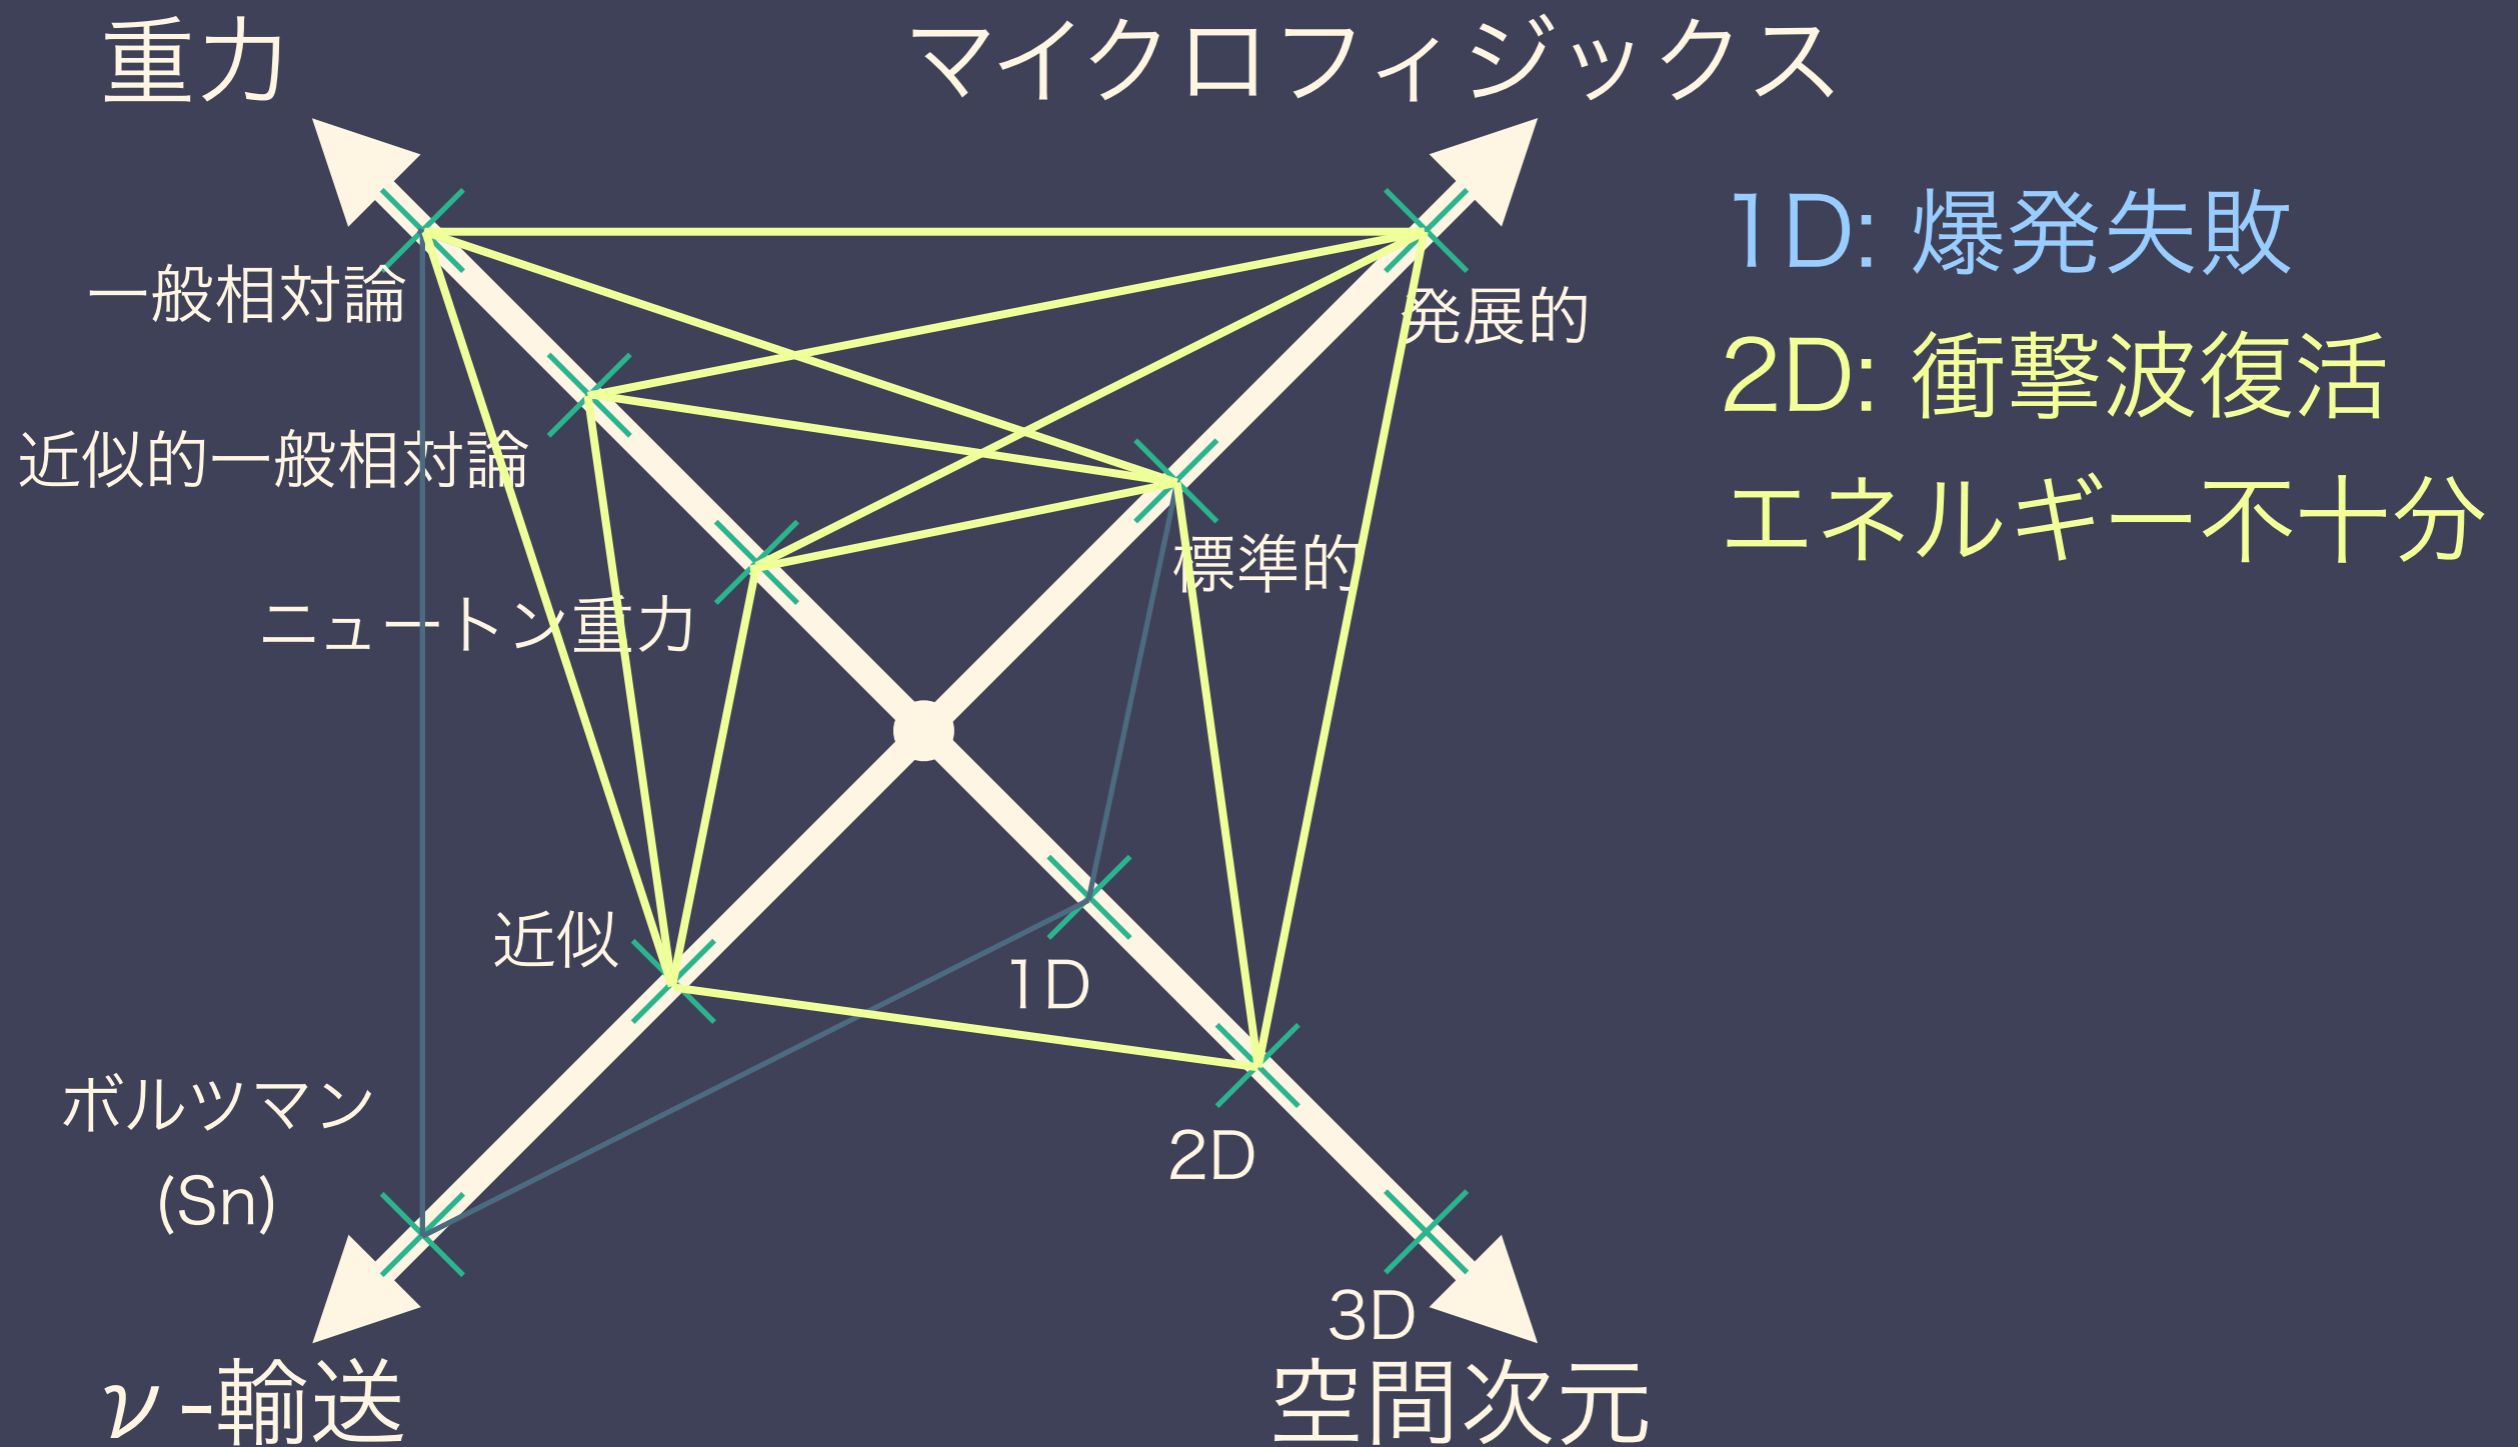 重力
マイクロフィジックス
1D: 爆発失敗
一般相対論
発展的
2D: 衝撃波復活
近似的一般相対論
エネルギー不十分
標準的
ニュートン重力
近似
1D
ボルツマン
(Sn)
2D
3D
ν-輸送
空間次元